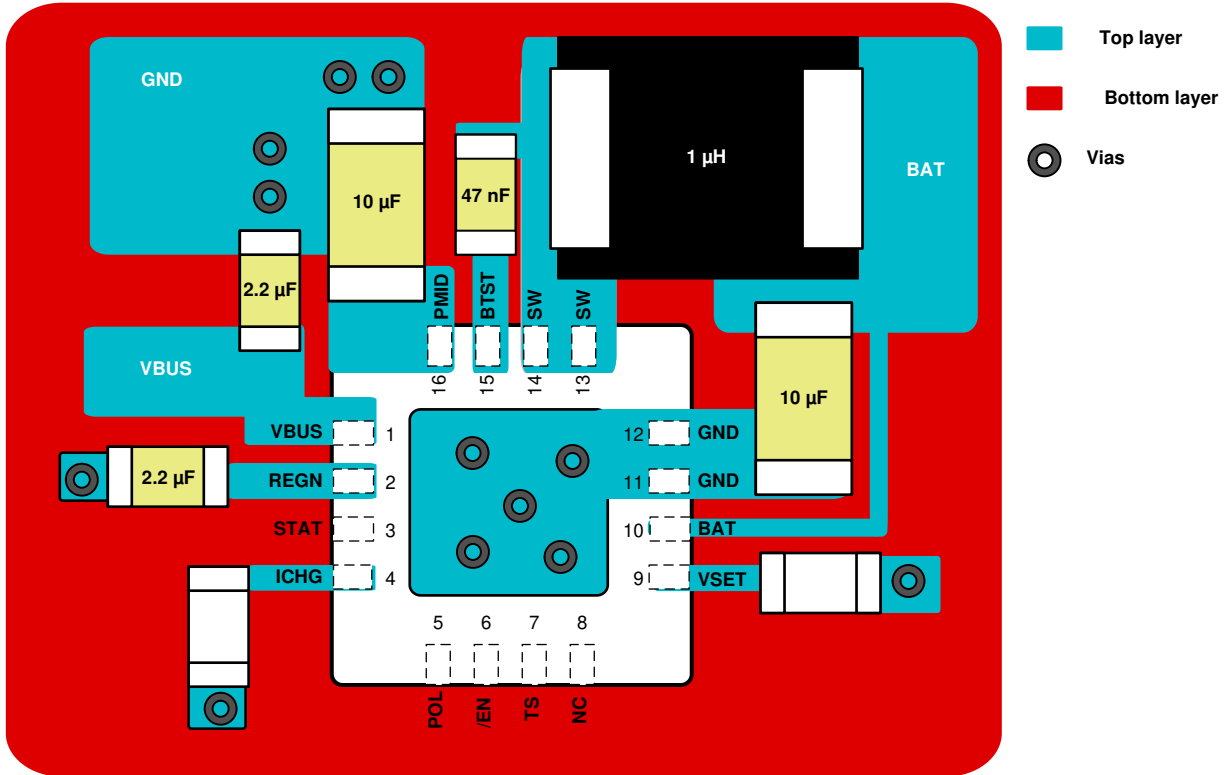 GND
10 µF
47 nF
1 µH
BAT
2.2 µF
VBUS
PMID
BTST
SW
SW
16
15
14
13
10 µF
VBUS
1
12
GND
2.2 µF
REGN
2
11
GND
STAT
3
10
BAT
ICHG
4
9
VSET
5
6
7
8
POL
/EN
TS
NC
Top layer
Bottom layer
Vias